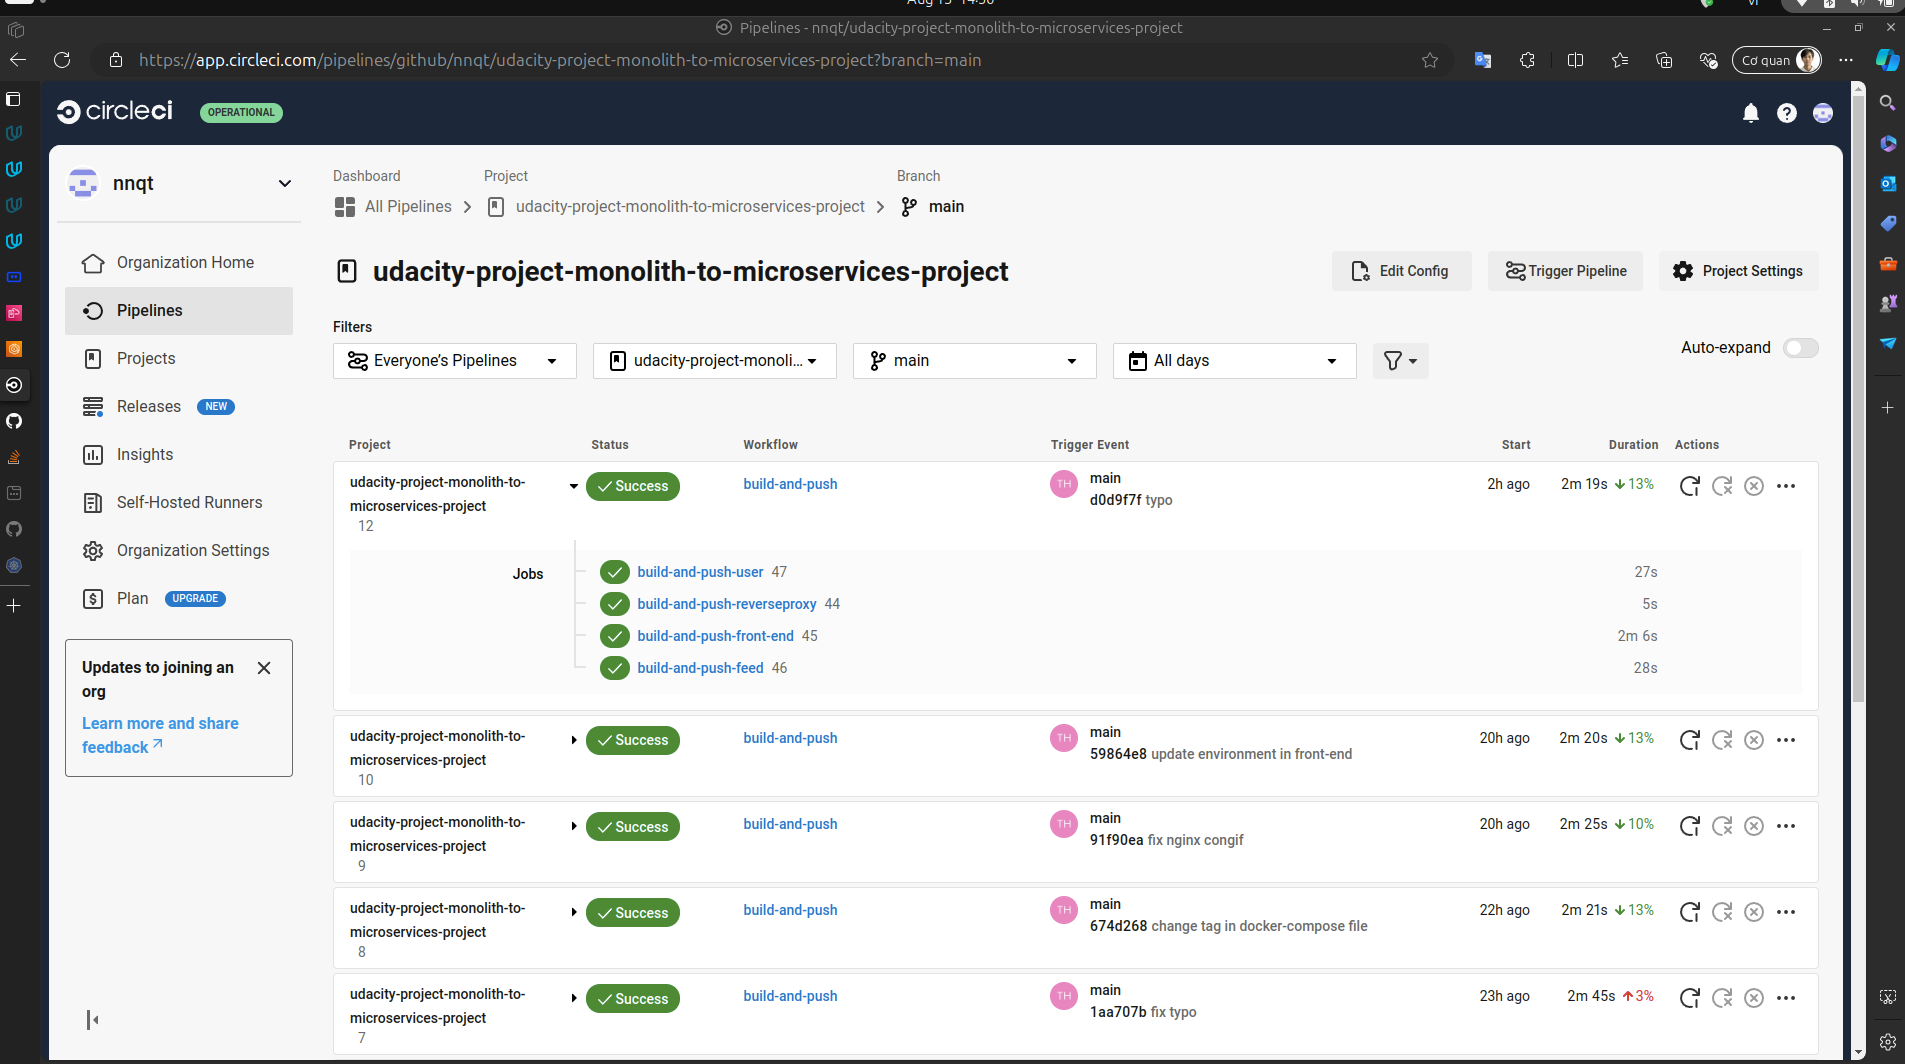 Aug 15 14:50
vi
Pipelines - nnqt/udacity-project-monolith-to-microservices-project
https://app.circleci.com/pipelines/github/nnqt/udacity-project-monolith-to-microservices-project?branch=main
Cơ quan
circleci
OPERATIONAL
nnqt
Organization Home
Pipelines
Projects
Releases NEW
Insights
Self-Hosted Runners
Organization Settings
Plan UPGRADE
Updates to joining an
org
Learn more and share
feedback
Dashboard Project Branch
All Pipelines udacity-project-monolith-to-microservices-project main
udacity-project-monolith-to-microservices-project
Edit Config Trigger Pipeline Project Settings
Filters
Everyone's Pipelines udacity-project-monoli... main All days
Auto-expand
Project Status Workflow Trigger Event Start Duration Actions
udacity-project-monolith-to-
microservices-project
12
Success build-and-push TH main
d0d9f7f typo
2h ago 2m 19s 13%
Jobs
build-and-push-user 47 27s
build-and-push-reverseproxy 44 5s
build-and-push-front-end 45 2m 6s
build-and-push-feed 46 28s
udacity-project-monolith-to-
microservices-project
10
Success build-and-push TH main
59864e8 update environment in front-end
20h ago 2m 20s 13%
udacity-project-monolith-to-
microservices-project
9
Success build-and-push TH main
91f90ea fix nginx congif
20h ago 2m 25s 10%
udacity-project-monolith-to-
microservices-project
8
Success build-and-push TH main
674d268 change tag in docker-compose file
22h ago 2m 21s 13%
udacity-project-monolith-to-
microservices-project
7
Success build-and-push TH main
1aa707b fix typo
23h ago 2m 45s 3%